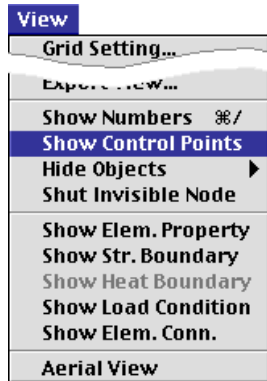 View
Grid Setting...
Show Numbers ⌘/
Show Control Points
Hide Objects
Shut Invisible Node
Show Elem. Property
Show Str. Boundary
Show Heat Boundary
Show Load Condition
Show Elem. Conn.
Aerial View